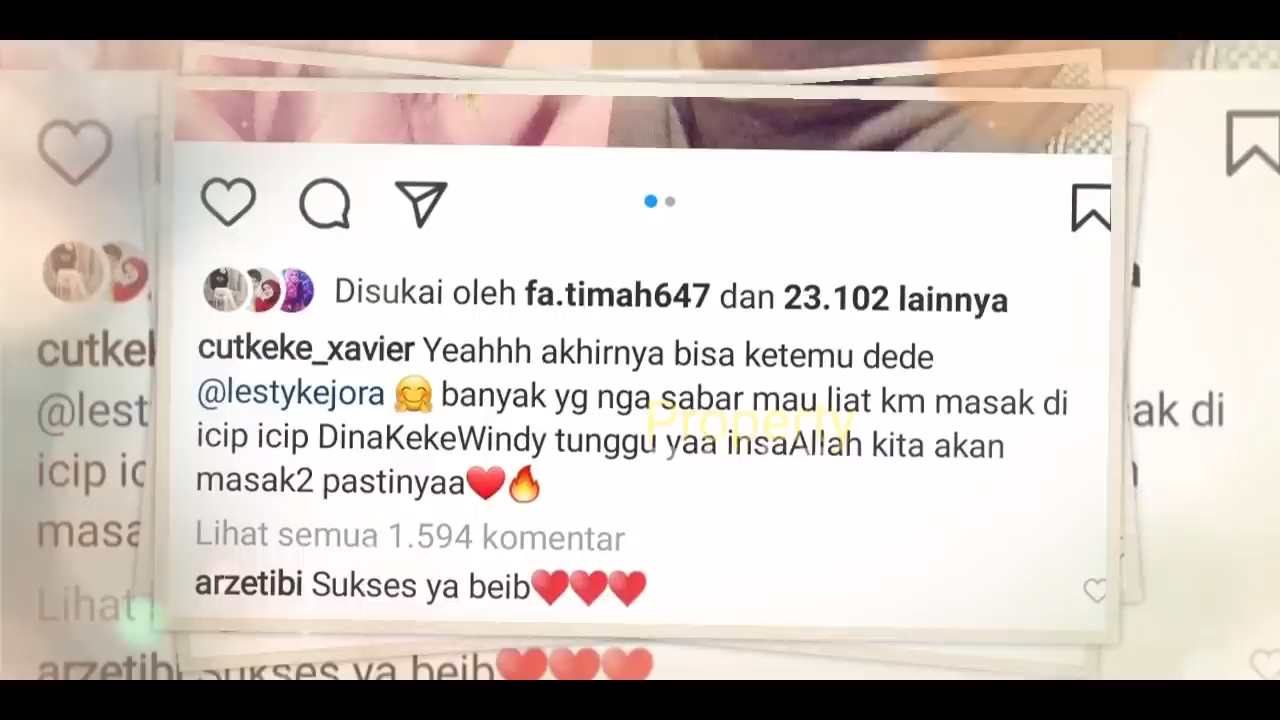 Disukai oleh fa.timah647 dan 23.102 lainnya
cutkeke_xavier Yeahhh akhirnya bisa ketemu dede
@lestykejora 🤗 banyak yg nga sabar mau liat km masak di
icip icip DinaKekeWindy tunggu yaa insaAllah kita akan
masak2 pastinyaa❤️🔥
Lihat semua 1.594 komentar
arzetibi Sukses ya beib❤️❤️❤️
Property